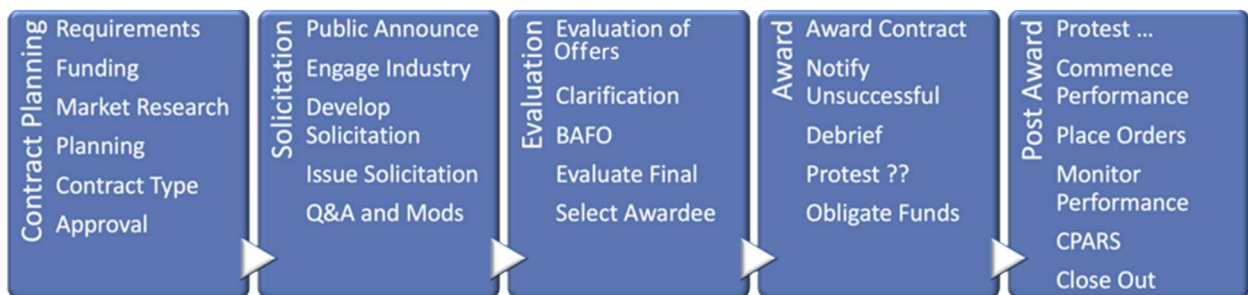 Contract Planning
Requirements
Funding
Market Research
Planning
Contract Type
Approval
Solicitation
Public Announce
Engage Industry
Develop
Solicitation
Issue Solicitation
Q&A and Mods
Evaluation
Evaluation of
Offers
Clarification
BAFO
Evaluate Final
Select Awardee
Award
Award Contract
Notify
Unsuccessful
Debrief
Protest ??
Obligate Funds
Post Award
Protest ...
Commence
Performance
Place Orders
Monitor
Performance
CPARS
Close Out